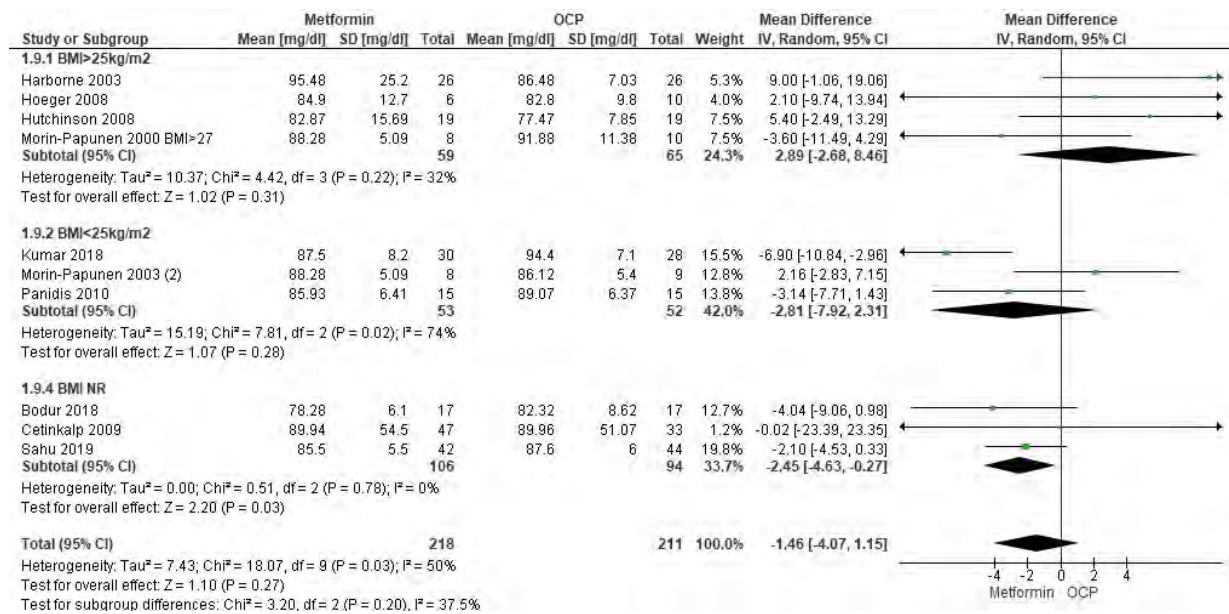 Metformin OCP Mean Difference Mean Difference
Study or Subgroup Mean [mg/dl] SD [mg/dl] Total Mean [mg/dl] SD [mg/dl] Total Weight IV, Random, 95% CI IV, Random, 95% CI
1.9.1 BMI>25kg/m2
Harborne 2003 95.48 25.2 26 86.48 7.03 26 5.3% 9.00 [-1.06, 19.06]
Hoeger 2008 84.9 12.7 6 82.8 9.8 10 4.0% 2.10 [-9.74, 13.94]
Hutchinson 2008 82.87 15.69 19 77.47 7.85 19 7.5% 5.40 [-2.49, 13.29]
Morin-Papunen 2000 BMI>27 88.28 5.09 8 91.88 11.38 10 7.5% -3.60 [-11.49, 4.29]
Subtotal (95% CI) 59 65 24.3% 2.89 [-2.68, 8.46]
Heterogeneity: Tau² = 10.37; Chi² = 4.42, df = 3 (P = 0.22); I² = 32%
Test for overall effect: Z = 1.02 (P = 0.31)
1.9.2 BMI<25kg/m2
Kumar 2018 87.5 8.2 30 94.4 7.1 28 15.5% -6.90 [-10.84, -2.96]
Morin-Papunen 2003 (2) 88.28 5.09 8 86.12 5.4 9 12.8% 2.16 [-2.83, 7.15]
Panidis 2010 85.93 6.41 15 89.07 6.37 15 13.8% -3.14 [-7.71, 1.43]
Subtotal (95% CI) 53 52 42.0% -2.81 [-7.92, 2.31]
Heterogeneity: Tau² = 15.19; Chi² = 7.81, df = 2 (P = 0.02); I² = 74%
Test for overall effect: Z = 1.07 (P = 0.28)
1.9.4 BMI NR
Bodur 2018 78.28 6.1 17 82.32 8.62 17 12.7% -4.04 [-9.06, 0.98]
Cetinkalp 2009 89.94 54.5 47 89.96 51.07 33 1.2% -0.02 [-23.39, 23.35]
Sahu 2019 85.5 5.5 42 87.6 6 44 19.8% -2.10 [-4.53, 0.33]
Subtotal (95% CI) 106 94 33.7% -2.45 [-4.63, -0.27]
Heterogeneity: Tau² = 0.00; Chi² = 0.51, df = 2 (P = 0.78); I² = 0%
Test for overall effect: Z = 2.20 (P = 0.03)
Total (95% CI) 218 211 100.0% -1.46 [-4.07, 1.15]
Heterogeneity: Tau² = 7.43; Chi² = 18.07, df = 9 (P = 0.03); I² = 50%
Test for overall effect: Z = 1.10 (P = 0.27)
Test for subgroup differences: Chi² = 3.20, df = 2 (P = 0.20), I² = 37.5%
-4 -2 0 2 4
Metformin OCP